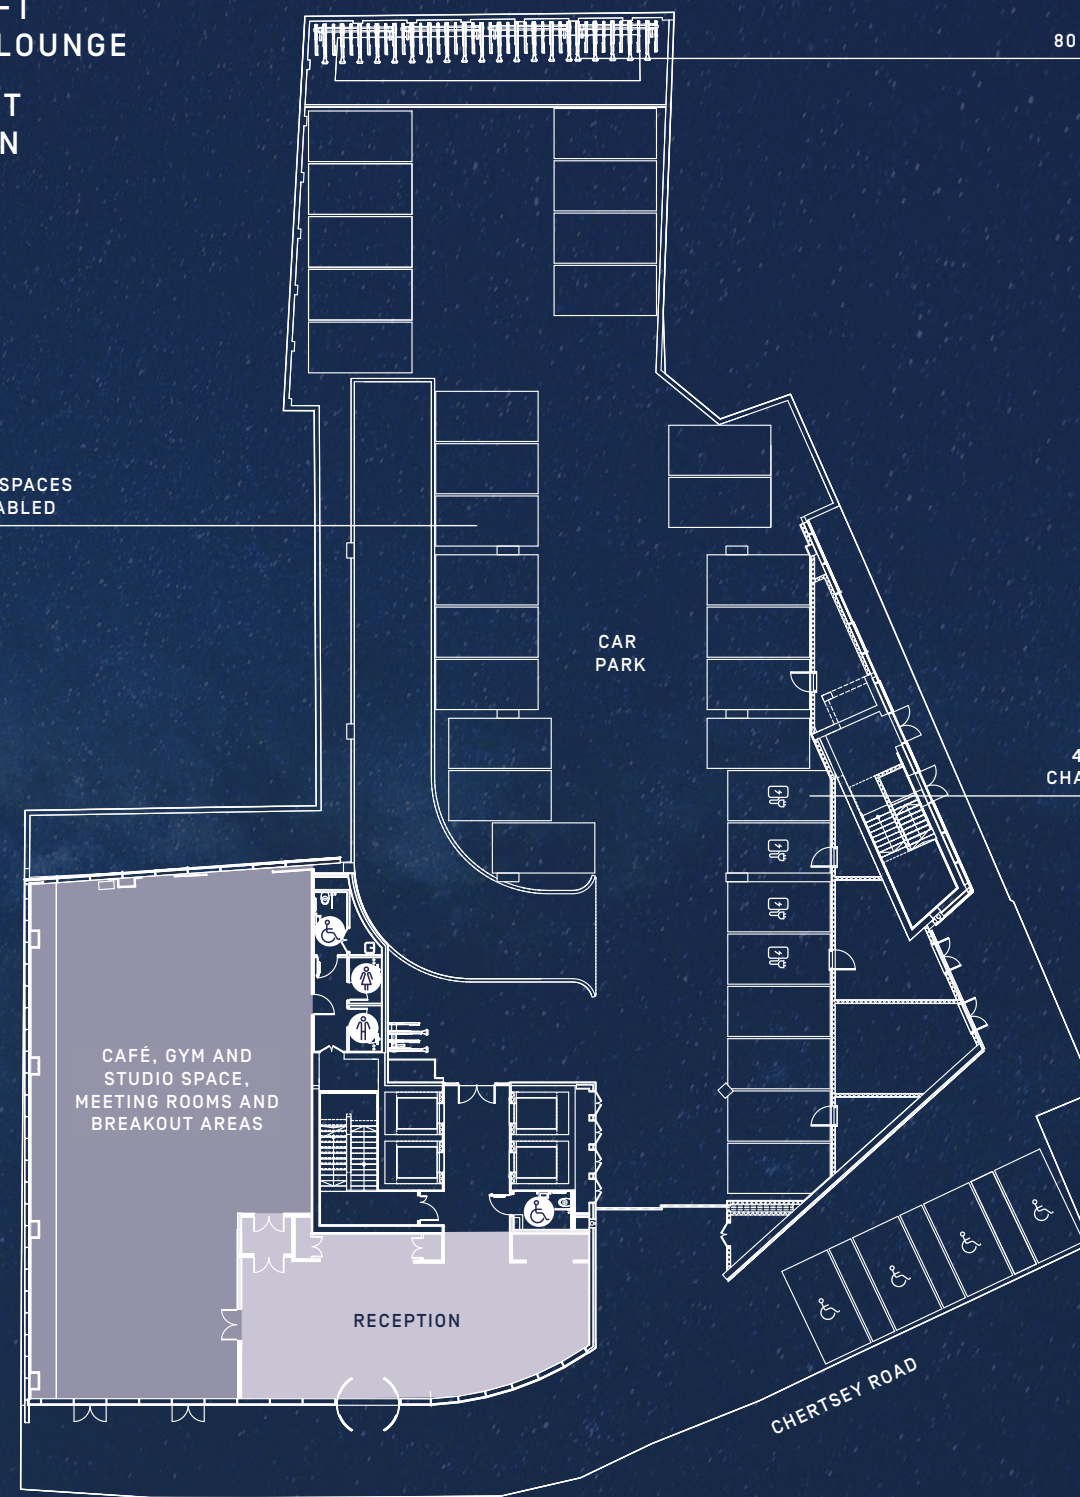 LOUNGE
T
N
80
SPACES
ABLED
CAR
PARK
4
CHA
CAFÉ, GYM AND
STUDIO SPACE,
MEETING ROOMS AND
BREAKOUT AREAS
RECEPTION
CHERTSEY ROAD